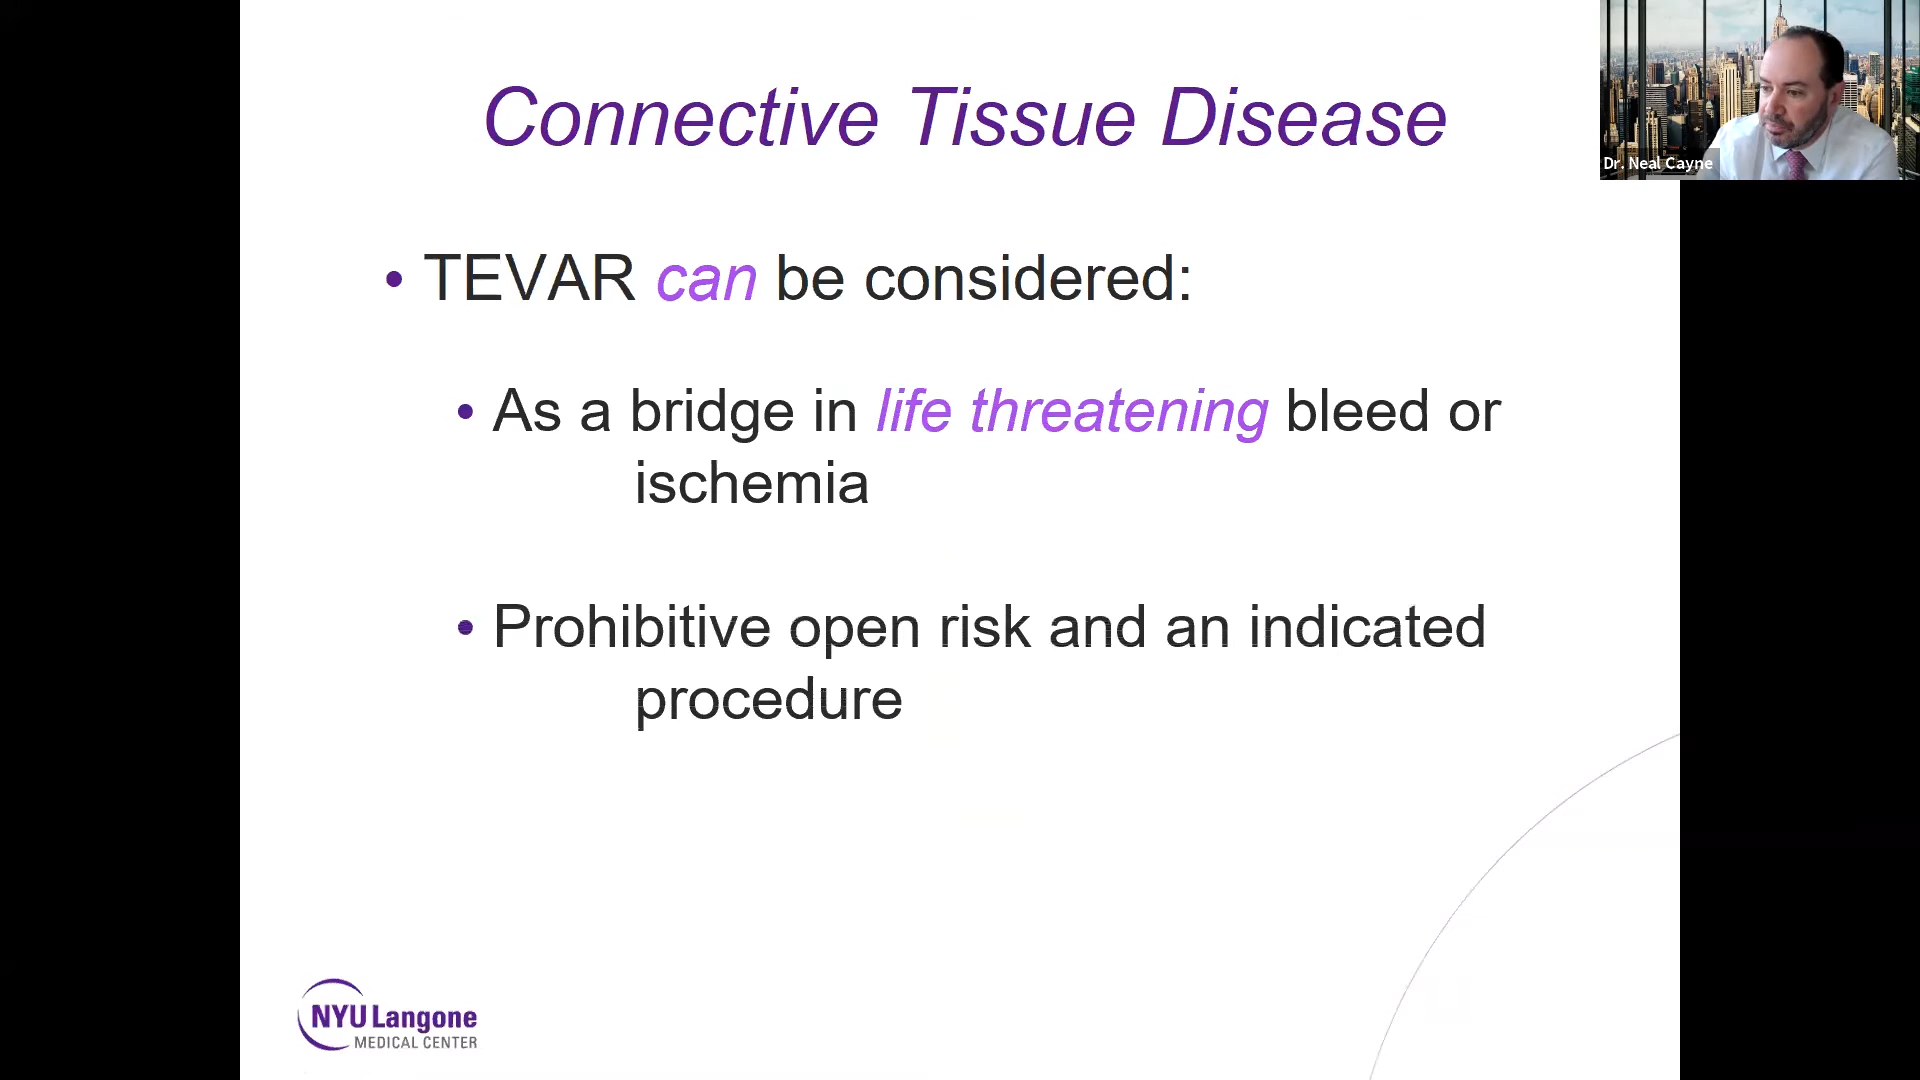 Connective Tissue Disease
Dr. Neal Cayne
• TEVAR can be considered:
• As a bridge in life threatening bleed or
ischemia
• Prohibitive open risk and an indicated
procedure
NYU Langone
MEDICAL CENTER